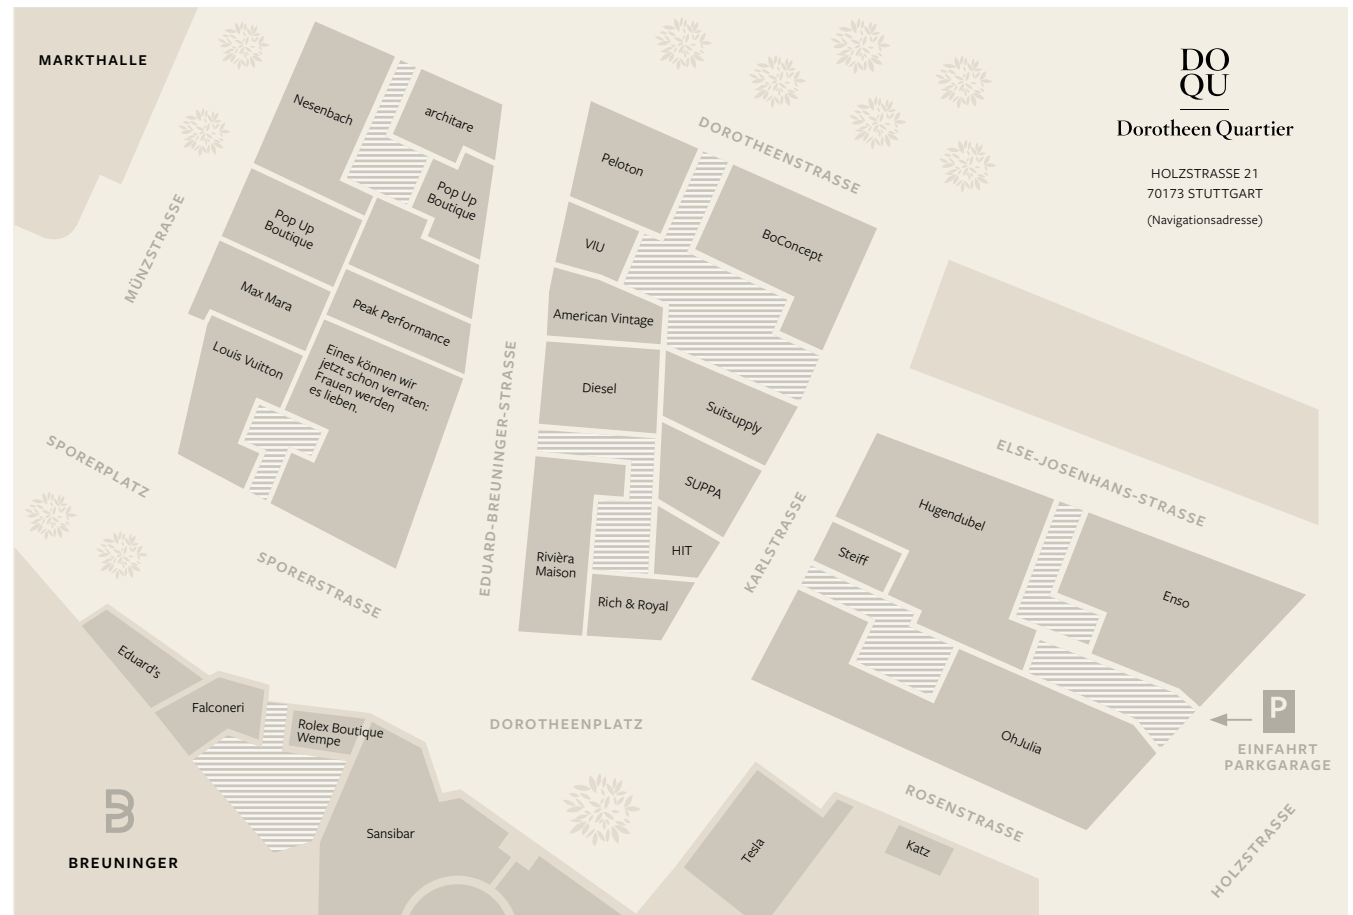 MARKTHALLE
DO
QU
Dorotheen Quartier
HOLZSTRASSE 21
70173 STUTTGART
(Navigationsadresse)
Nesenbach
architare
Pop Up
Boutique
Pop Up
Boutique
Max Mara
Peak Performance
Louis Vuitton
Eines können wir
jetzt schon verraten:
Frauen werden
es lieben.
MÜNZSTRASSE
SPORERPLATZ
SPORERSTRASSE
EDUARD-BREUNINGER-STRASSE
DOROTHEENSTRASSE
Peloton
VIU
BoConcept
American Vintage
Diesel
Suitsupply
SUPPA
HIT
Rivièra
Maison
Rich & Royal
KARLSTRASSE
ELSE-JOSENHANS-STRASSE
Hugendubel
Steiff
Enso
OhJulia
P
EINFAHRT
PARKGARAGE
Eduard's
Falconeri
Rolex Boutique
Wempe
DOROTHEENPLATZ
B
BREUNINGER
Sansibar
Tesla
Katz
ROSENSTRASSE
HOLZSTRASSE